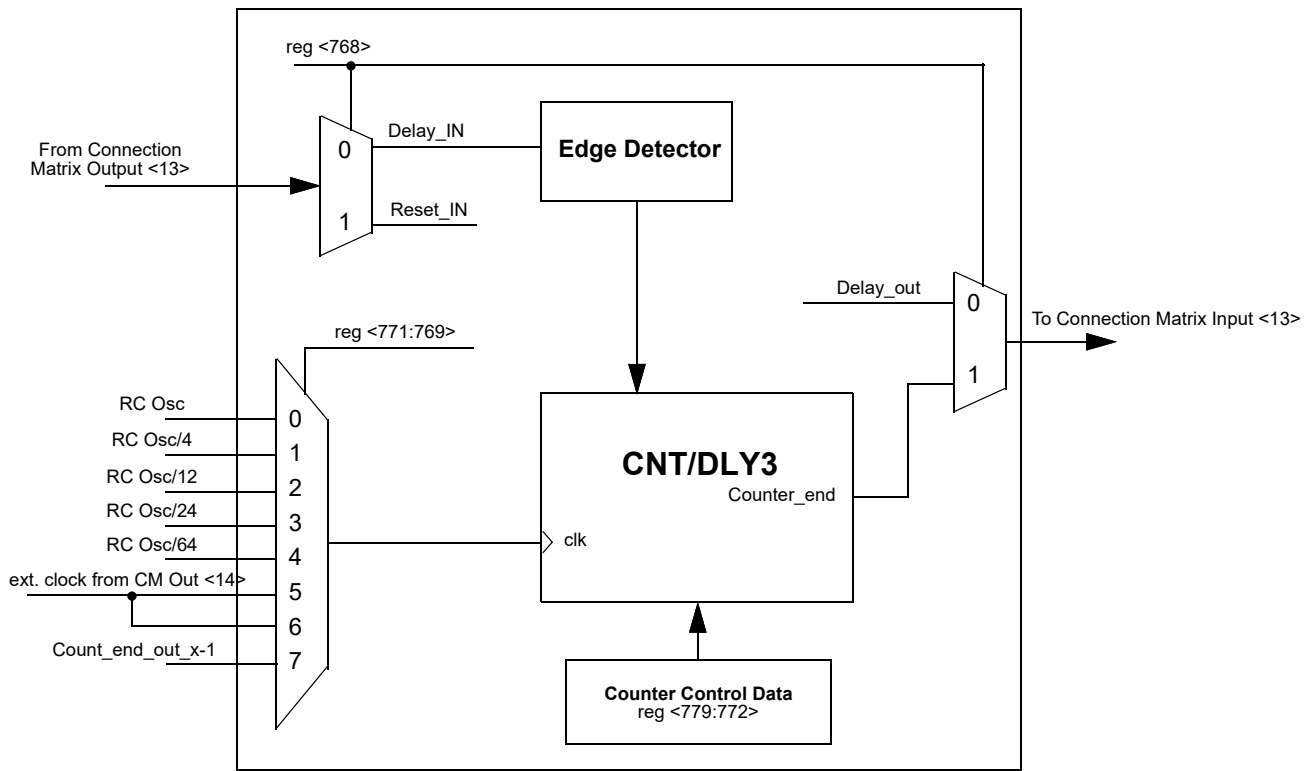 reg <768>
From Connection
Matrix Output <13>
0
1
Delay_IN
Reset_IN
Edge Detector
Delay_out
0
1
To Connection Matrix Input <13>
reg <771:769>
RC Osc
RC Osc/4
RC Osc/12
RC Osc/24
RC Osc/64
ext. clock from CM Out <14>
Count_end_out_x-1
0
1
2
3
4
5
6
7
CNT/DLY3
Counter_end
clk
Counter Control Data
reg <779:772>